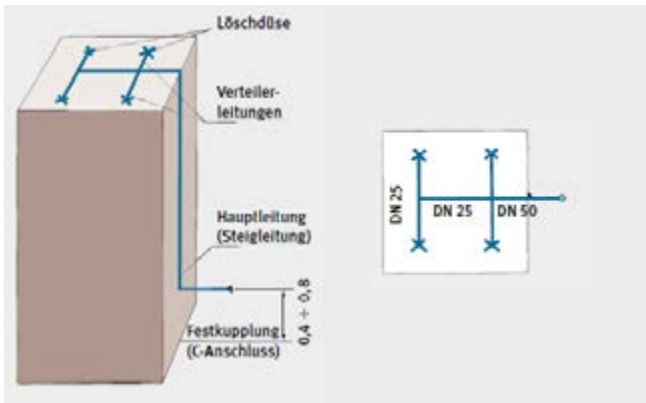 Löschdüse
Verteiler-
leitungen
Hauptleitung
(Steigleitung)
0,4 ÷ 0,8
Festkupplung
(C-Anschluss)
DN 25
DN 25
DN 50